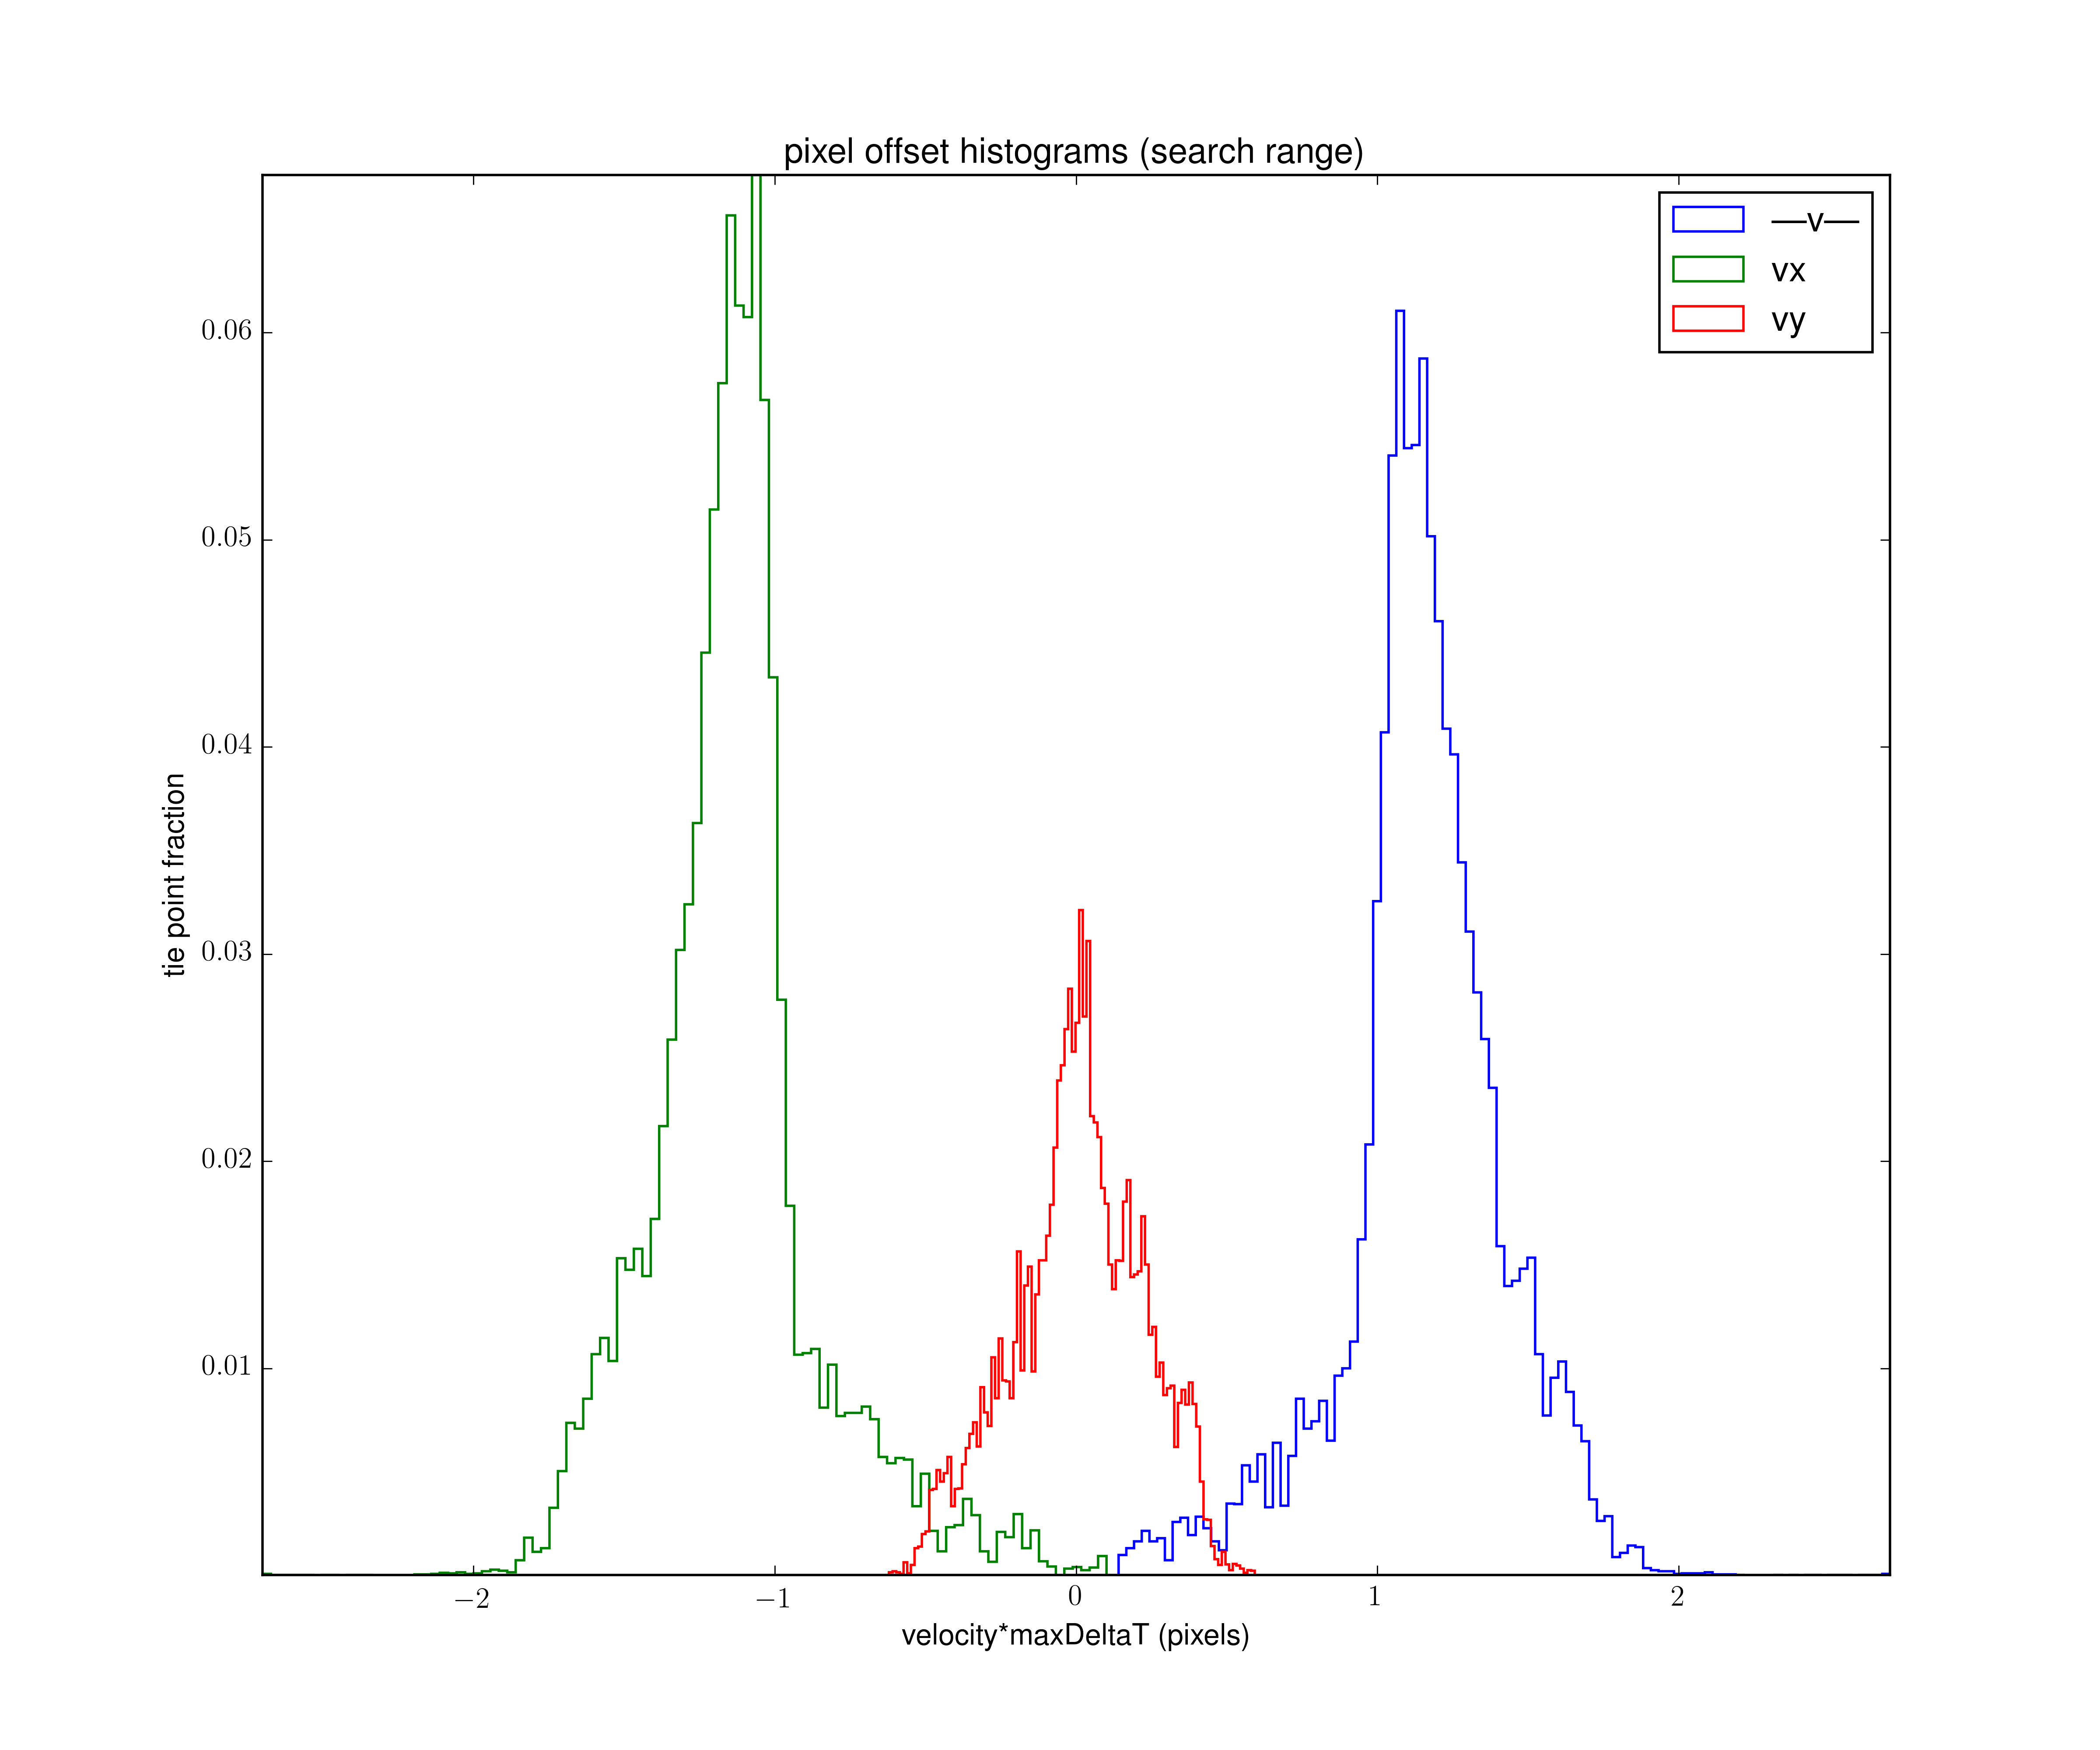 pixel offset histograms (search range)
—v—
vx
vy
0.06
0.05
0.04
0.03
0.02
0.01
tie point fraction
−2 −1 0 1 2
velocity*maxDeltaT (pixels)